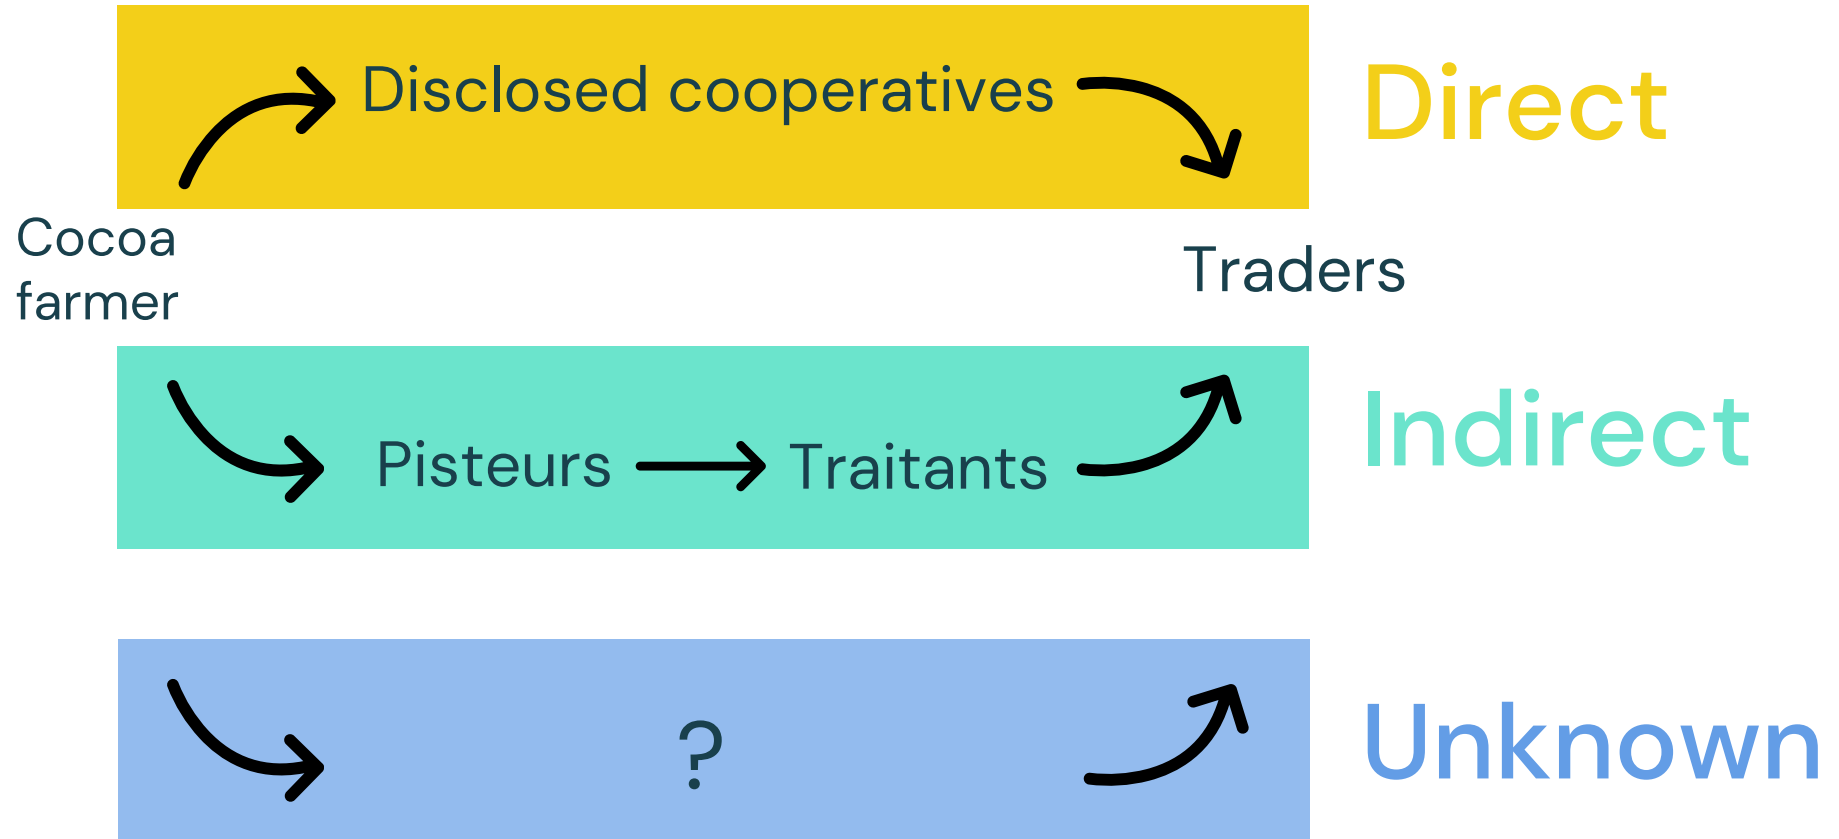 Disclosed cooperatives
Direct
Cocoa
farmer
Traders
Pisteurs
Traitants
Indirect
?
Unknown